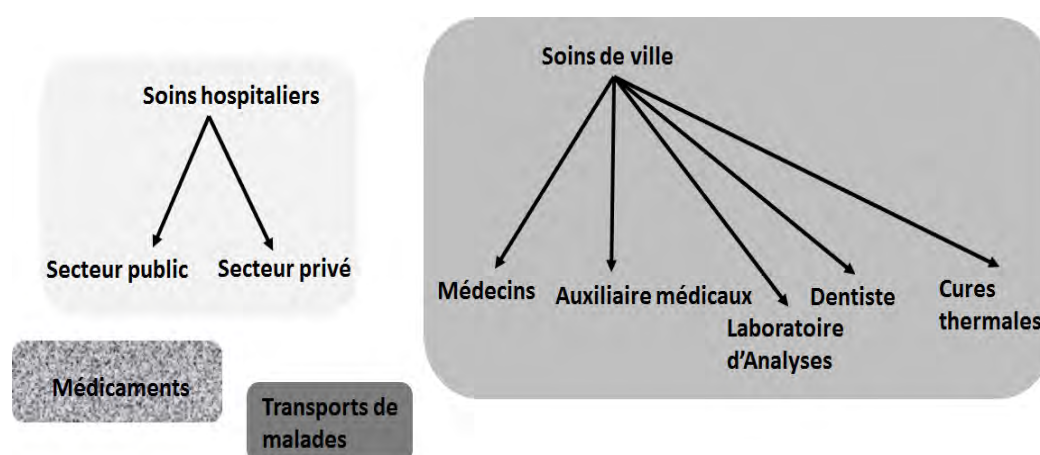 Soins hospitaliers
Secteur public
Secteur privé
Soins de ville
Médecins
Auxiliaire médicaux
Laboratoire
d'Analyses
Dentiste
Cures
thermales
Médicaments
Transports de
malades